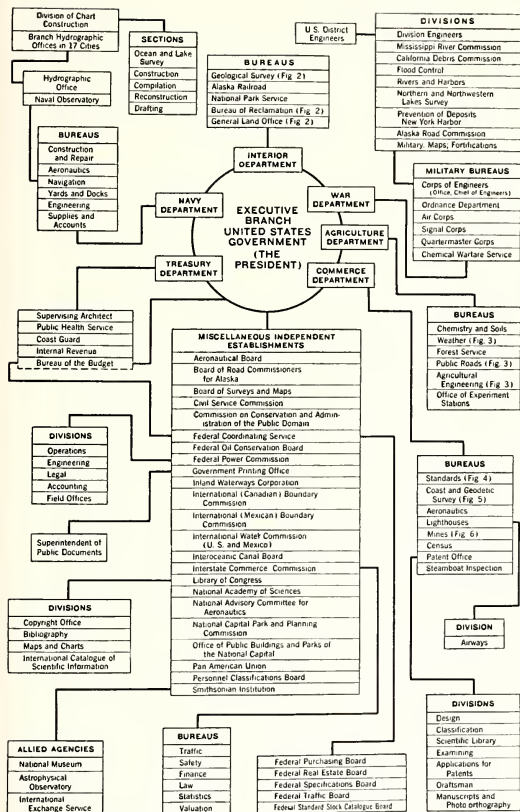 Division of Chart
Construction
Branch Hydrographic
Offices in 17 Cities
Hydrographic
Office
Naval Observatory
SECTIONS
Ocean and Lake
Survey
Construction
Compilation
Reconstruction
Drafting
BUREAUS
Construction
and Repair
Aeronautics
Navigation
Yards and Docks
Engineering
Supplies and
Accounts
BUREAUS
Geological Survey (Fig 2)
Alaska Railroad
National Park Service
Bureau of Reclamation (Fig 2)
General Land Office (Fig 2)
U.S. District
Engineers
DIVISIONS
Division Engineers
Mississippi River Commission
California Debris Commission
Flood Control
Rivers and Harbors
Northern and Northwestern
Lakes Survey
Prevention of Deposits
New York Harbor
Alaska Road Commission
Military, Maps; Fortifications
MILITARY BUREAUS
Corps of Engineers
(Office, Chief of Engineers)
Ordnance Department
Air Corps
Signal Corps
Quartermaster Corps
Chemical Warfare Service
INTERIOR
DEPARTMENT
NAVY
DEPARTMENT
WAR
DEPARTMENT
TREASURY
DEPARTMENT
AGRICULTURE
DEPARTMENT
COMMERCE
DEPARTMENT
EXECUTIVE
BRANCH
UNITED STATES
GOVERNMENT
(THE
PRESIDENT)
Supervising Architect
Public Health Service
Coast Guard
Internal Revenue
Bureau of the Budget
MISCELLANEOUS INDEPENDENT
ESTABLISHMENTS
Aeronautical Board
Board of Road Commissioners
for Alaska
Board of Surveys and Maps
Civil Service Commission
Commission on Conservation and Admin-
istration of the Public Domain
Federal Coordinating Service
Federal Oil Conservation Board
Federal Power Commission
Government Printing Office
Inland Waterways Corporation
International (Canadian) Boundary
Commission
International (Mexican) Boundary
Commission
International Water Commission
(U. S. and Mexico)
Interoceanic Canal Board
Interstate Commerce Commission
Library of Congress
National Academy of Sciences
National Advisory Committee for
Aeronautics
National Capital Park and Planning
Commission
Office of Public Buildings and Parks of
the National Capital
Pan American Union
Personnel Classifications Board
Smithsonian Institution
BUREAUS
Chemistry and Soils
Weather (Fig. 3)
Forest Service
Public Roads (Fig. 3)
Agricultural
Engineering (Fig 3)
Office of Experiment
Stations
DIVISIONS
Operations
Engineering
Legal
Accounting
Field Offices
Superintendent of
Public Documents
BUREAUS
Standards (Fig 4)
Coast and Geodetic
Survey (Fig 5)
Aeronautics
Lighthouses
Mines (Fig 6)
Census
Patent Office
Steamboat Inspection
DIVISION
Airways
DIVISIONS
Copyright Office
Bibliography
Maps and Charts
International Catalogue of
Scientific Information
ALLIED AGENCIES
National Museum
Astrophysical
Observatory
International
Exchange Service
BUREAUS
Traffic
Safety
Finance
Law
Statistics
Valuation
Federal Purchasing Board
Federal Real Estate Board
Federal Specifications Board
Federal Traffic Board
Federal Standard Stock Catalogue Board
DIVISIONS
Design
Classification
Scientific Library
Examining
Applications for
Patents
Draftsman
Manuscripts and
Photo orthography